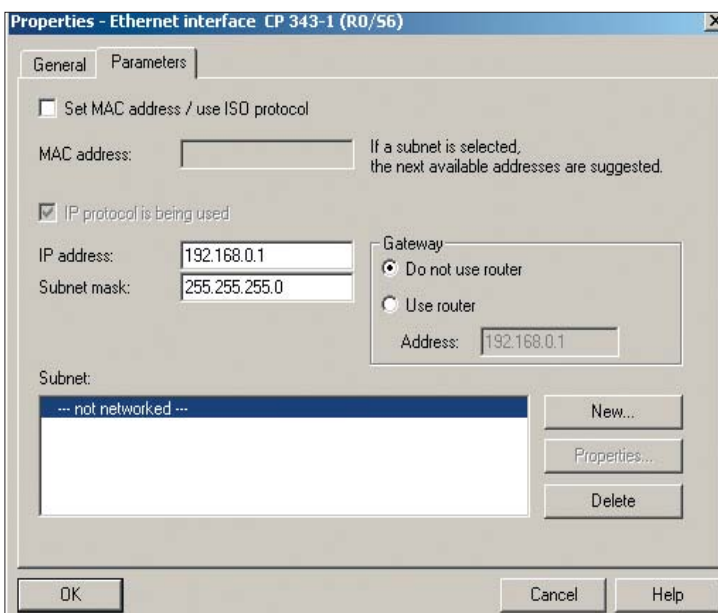 Properties - Ethernet interface CP 343-1 (R0/S6)
General Parameters
Set MAC address / use ISO protocol
MAC address:
If a subnet is selected,
the next available addresses are suggested.
IP protocol is being used
IP address: 192.168.0.1
Subnet mask: 255.255.255.0
Gateway
Do not use router
Use router
Address: 192.168.0.1
Subnet:
--- not networked ---
New...
Properties...
Delete
OK Cancel Help